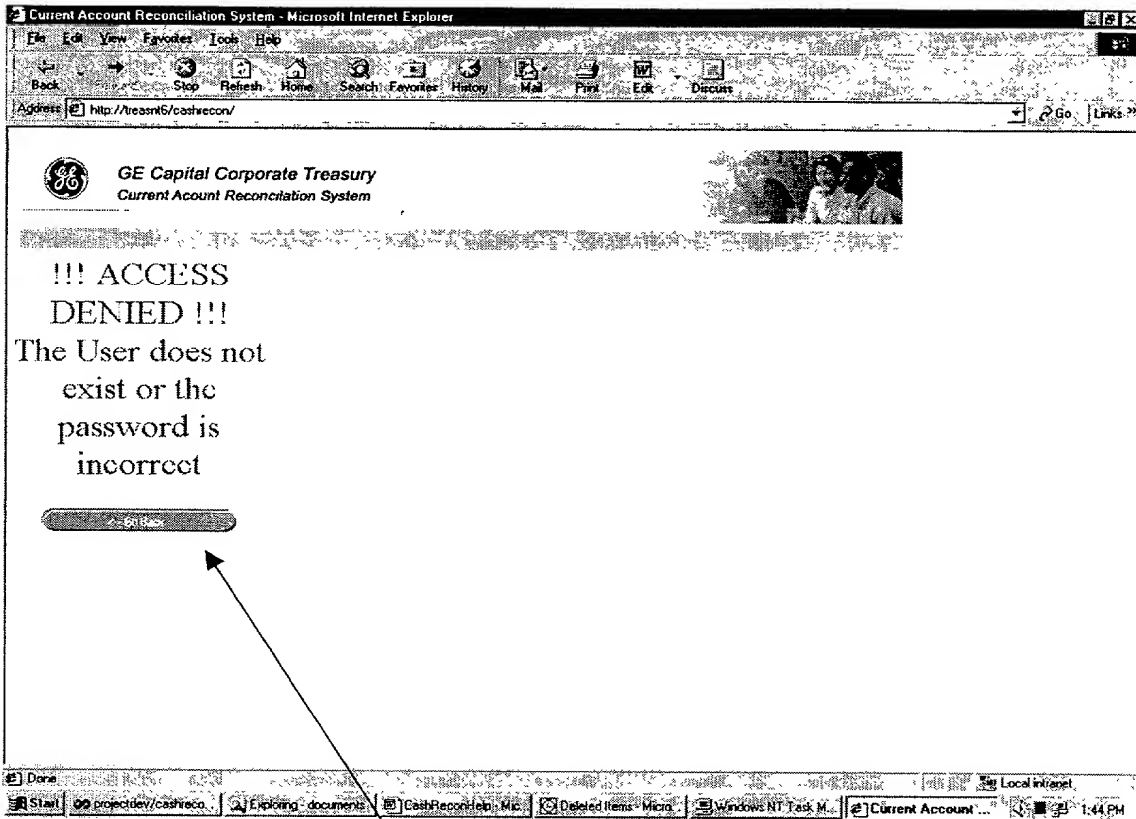 Current Account Reconciliation System - Microsoft Internet Explorer
File Edit View Favorites Tools Help
Back Stop Refresh Home Search Favorites History Mail Print Edit Discuss
Address http://treasnt6/cashrecon/ Go Links »
GE Capital Corporate Treasury
Current Acount Reconciliation System
!!! ACCESS
DENIED !!!
The User does not
exist or the
password is
incorrect
<-- Go Back
Done Local intranet
Start projectdev/cashreco... Exploring - documents CashReconHelp - Mic... Deleted Items - Micro... Windows NT Task M... Current Account ... 1:44 PM